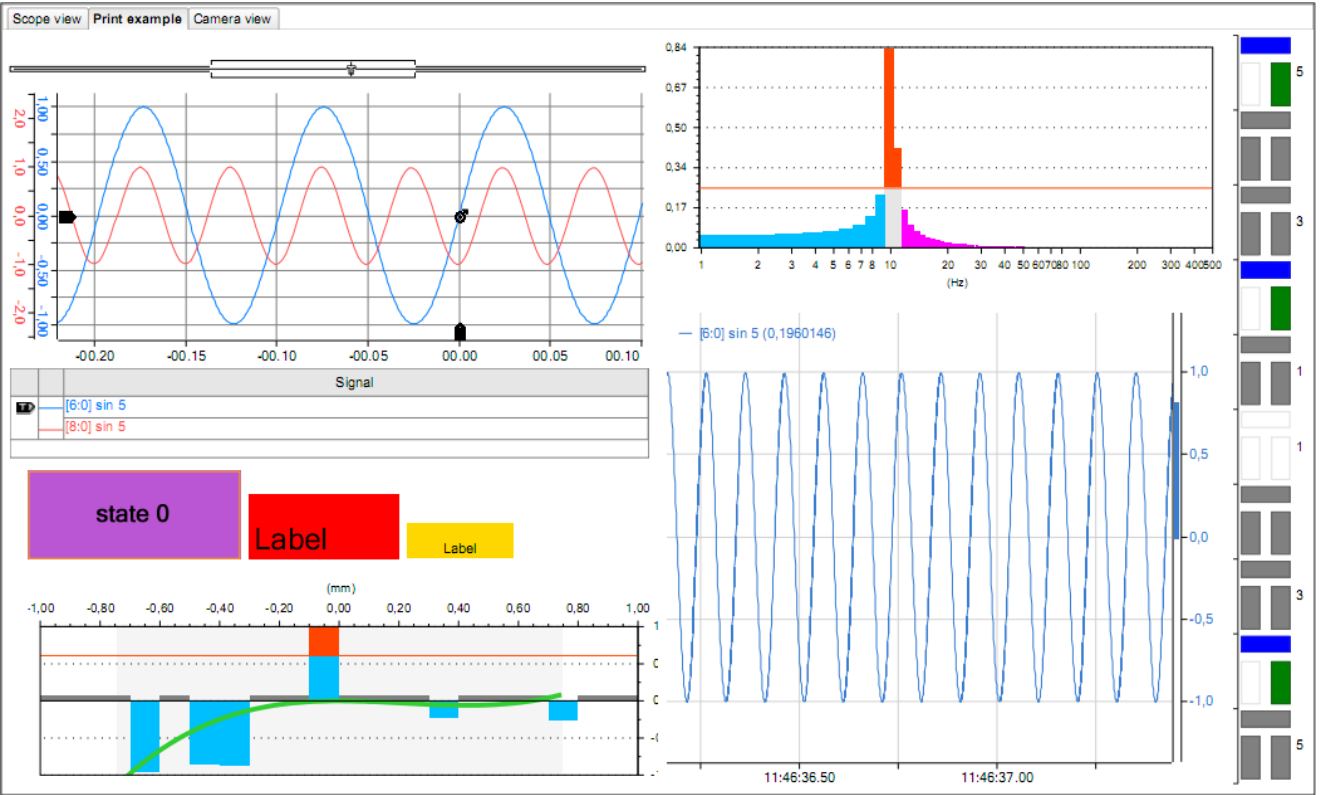 Scope view Print example Camera view
2,0 1,0 0,0 -1,0 -2,0
1,00 0,50 0,00 -0,50 -1,00
-00.20 -00.15 -00.10 -00.05 00.00 00.05 00.10
Signal
[6:0] sin 5
[8:0] sin 5
state 0
Label
Label
(mm)
-1,00 -0,80 -0,60 -0,40 -0,20 0,00 0,20 0,40 0,60 0,80 1,00
0,84
0,67
0,50
0,34
0,17
0,00
1 2 3 4 5 6 7 8 10 20 30 40 50 60 70 80 100 200 300 400 500
(Hz)
[6:0] sin 5 (0,1960146)
1,0
0,5
0,0
-0,5
-1,0
11:46:36.50 11:46:37.00
5
3
1
1
3
5